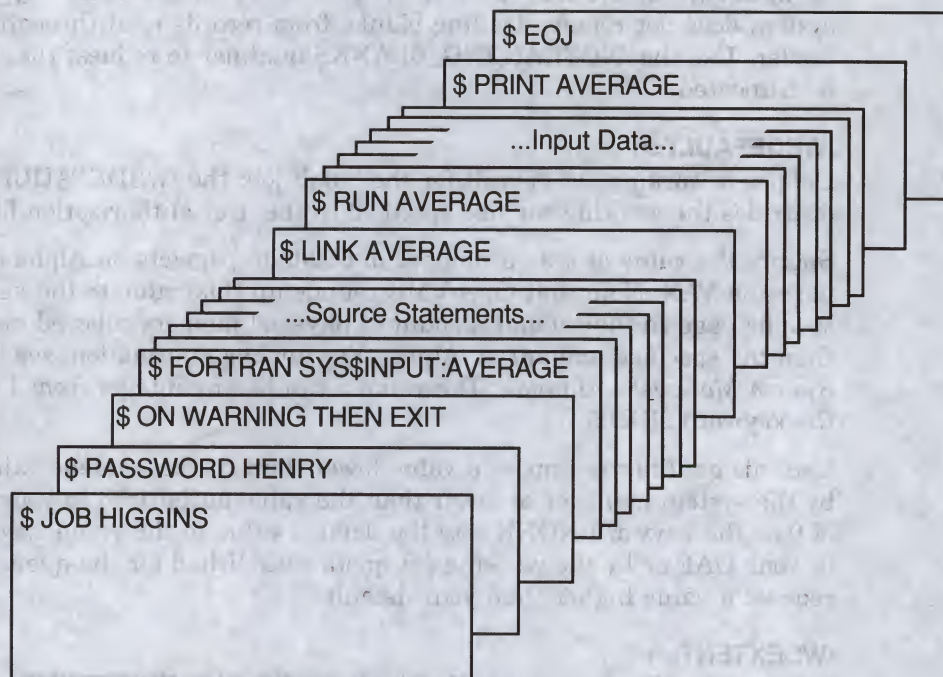 $ EOJ
$ PRINT AVERAGE
...Input Data...
$ RUN AVERAGE
$ LINK AVERAGE
...Source Statements...
$ FORTRAN SYS$INPUT:AVERAGE
$ ON WARNING THEN EXIT
$ PASSWORD HENRY
$ JOB HIGGINS